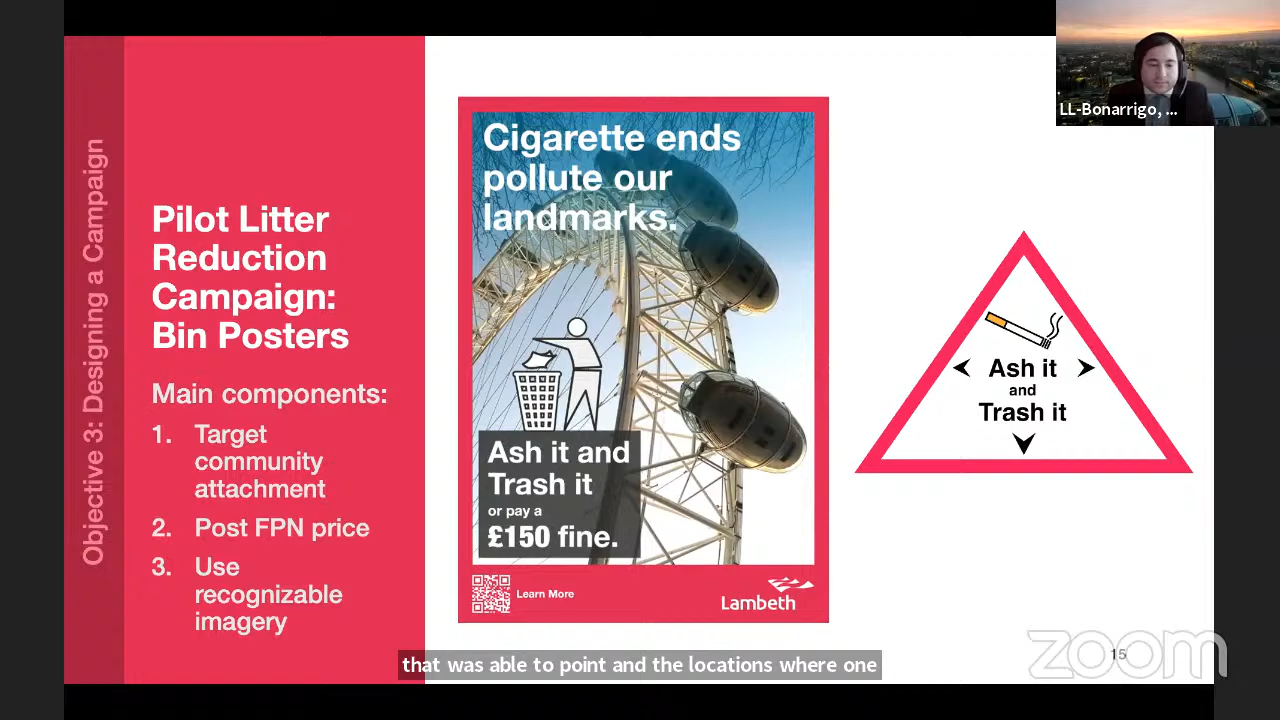 Objective 3: Designing a Campaign
Pilot Litter
Reduction
Campaign:
Bin Posters
Main components:
1. Target
community
attachment
2. Post FPN price
3. Use
recognizable
imagery
Cigarette ends
pollute our
landmarks.
Ash it and
Trash it
or pay a
£150 fine.
Learn More
Lambeth
Ash it
and
Trash it
LL-Bonarrigo, ...
that was able to point and the locations where one
15
zoom